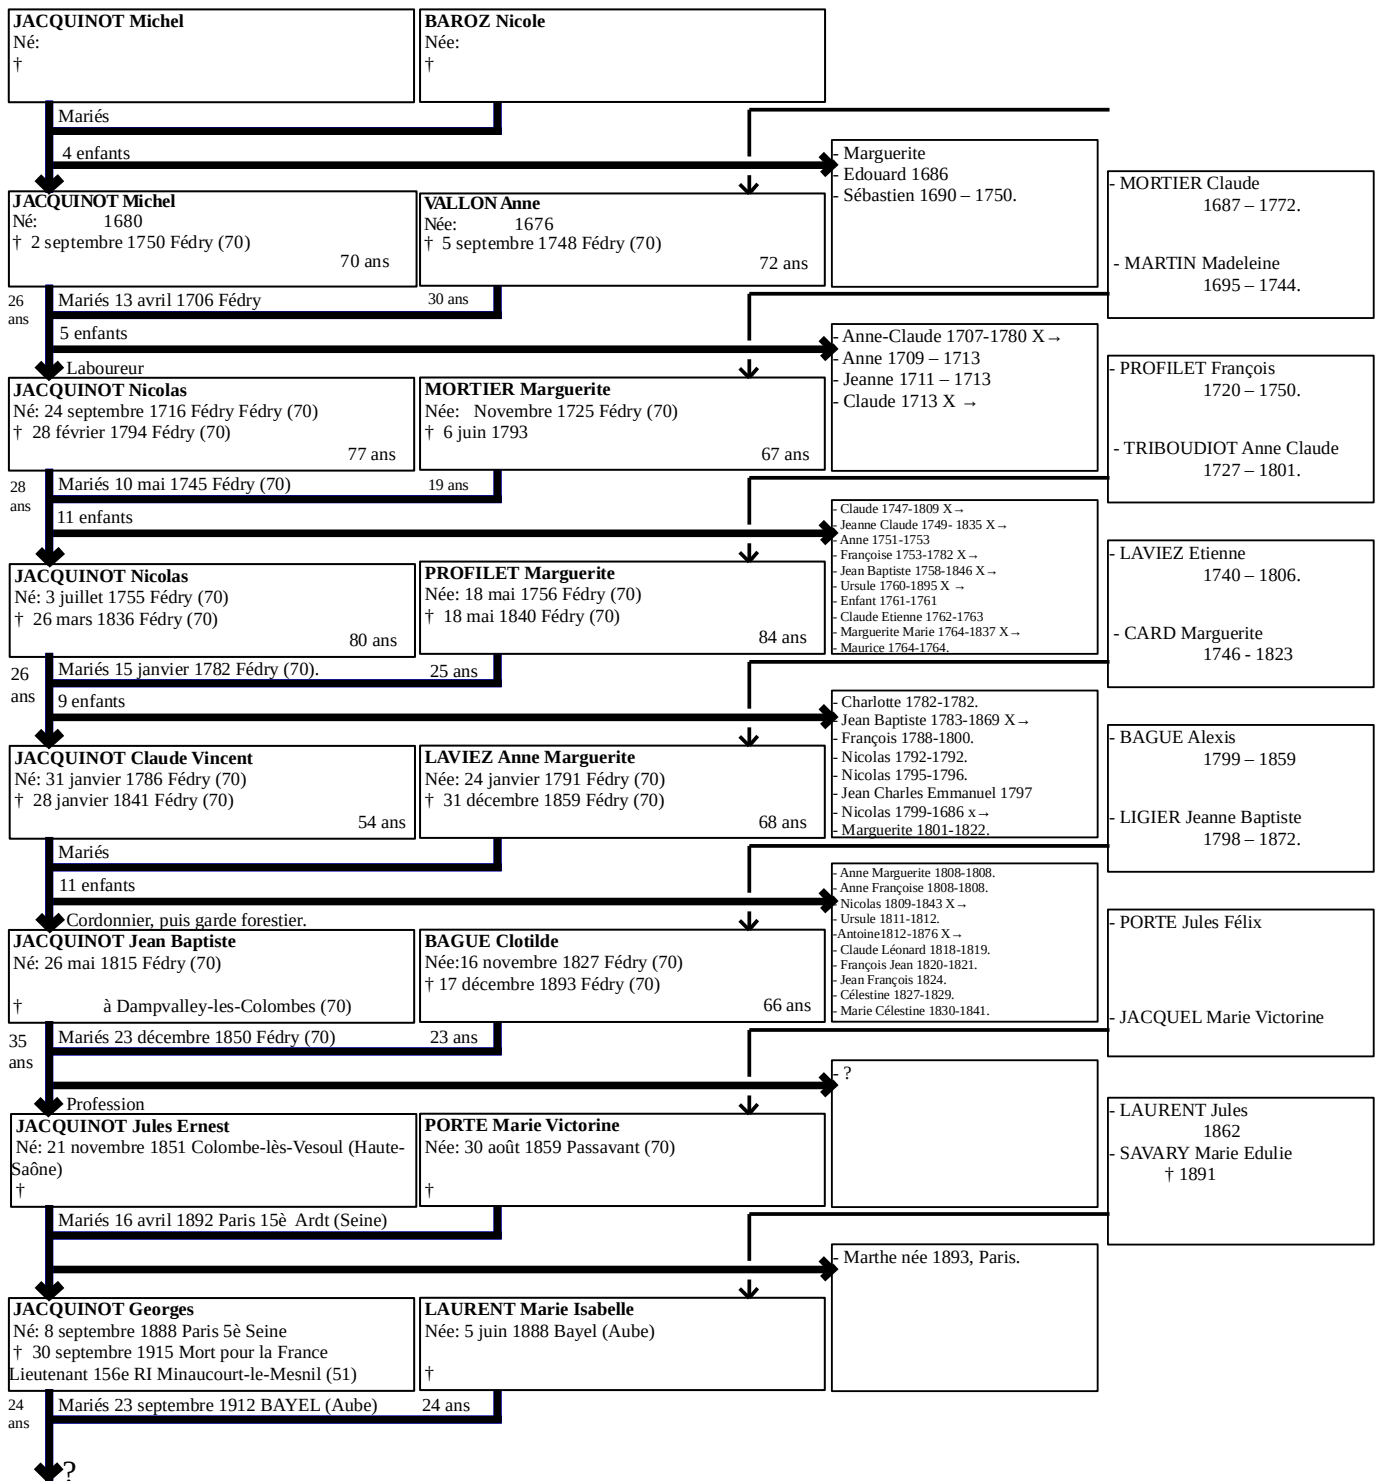 JACQUINOT Michel
Né:
†
BAROZ Nicole
Née:
†
Mariés
4 enfants
- Marguerite
- Edouard 1686
- Sébastien 1690 – 1750.
- MORTIER Claude
1687 – 1772.
- MARTIN Madeleine
1695 – 1744.
JACQUINOT Michel
Né: 1680
† 2 septembre 1750 Fédry (70)
70 ans
VALLON Anne
Née: 1676
† 5 septembre 1748 Fédry (70)
72 ans
26
ans
Mariés 13 avril 1706 Fédry
30 ans
5 enfants
Laboureur
- Anne-Claude 1707-1780 X→
- Anne 1709 – 1713
- Jeanne 1711 – 1713
- Claude 1713 X →
- PROFILET François
1720 – 1750.
- TRIBOUDIOT Anne Claude
1727 – 1801.
JACQUINOT Nicolas
Né: 24 septembre 1716 Fédry Fédry (70)
† 28 février 1794 Fédry (70)
77 ans
MORTIER Marguerite
Née: Novembre 1725 Fédry (70)
† 6 juin 1793
67 ans
28
ans
Mariés 10 mai 1745 Fédry (70)
19 ans
11 enfants
- Claude 1747-1809 X→
- Jeanne Claude 1749- 1835 X→
- Anne 1751-1753
- Françoise 1753-1782 X→
- Jean Baptiste 1758-1846 X→
- Ursule 1760-1895 X →
- Enfant 1761-1761
- Claude Etienne 1762-1763
- Marguerite Marie 1764-1837 X→
- Maurice 1764-1764.
- LAVIEZ Etienne
1740 – 1806.
- CARD Marguerite
1746 - 1823
JACQUINOT Nicolas
Né: 3 juillet 1755 Fédry (70)
† 26 mars 1836 Fédry (70)
80 ans
PROFILET Marguerite
Née: 18 mai 1756 Fédry (70)
† 18 mai 1840 Fédry (70)
84 ans
26
ans
Mariés 15 janvier 1782 Fédry (70).
25 ans
9 enfants
- Charlotte 1782-1782.
- Jean Baptiste 1783-1869 X→
- François 1788-1800.
- Nicolas 1792-1792.
- Nicolas 1795-1796.
- Jean Charles Emmanuel 1797
- Nicolas 1799-1686 x→
- Marguerite 1801-1822.
- BAGUE Alexis
1799 – 1859
- LIGIER Jeanne Baptiste
1798 – 1872.
JACQUINOT Claude Vincent
Né: 31 janvier 1786 Fédry (70)
† 28 janvier 1841 Fédry (70)
54 ans
LAVIEZ Anne Marguerite
Née: 24 janvier 1791 Fédry (70)
† 31 décembre 1859 Fédry (70)
68 ans
Mariés
11 enfants
Cordonnier, puis garde forestier.
- Anne Marguerite 1808-1808.
- Anne Françoise 1808-1808.
- Nicolas 1809-1843 X→
- Ursule 1811-1812.
-Antoine1812-1876 X→
- Claude Léonard 1818-1819.
- François Jean 1820-1821.
- Jean François 1824.
- Célestine 1827-1829.
- Marie Célestine 1830-1841.
- PORTE Jules Félix
- JACQUEL Marie Victorine
JACQUINOT Jean Baptiste
Né: 26 mai 1815 Fédry (70)
† à Dampvalley-les-Colombes (70)
BAGUE Clotilde
Née:16 novembre 1827 Fédry (70)
† 17 décembre 1893 Fédry (70)
66 ans
35
ans
Mariés 23 décembre 1850 Fédry (70)
23 ans
Profession
- ?
- LAURENT Jules
1862
- SAVARY Marie Edulie
† 1891
JACQUINOT Jules Ernest
Né: 21 novembre 1851 Colombe-lès-Vesoul (Haute-
Saône)
†
PORTE Marie Victorine
Née: 30 août 1859 Passavant (70)
†
Mariés 16 avril 1892 Paris 15è Ardt (Seine)
- Marthe née 1893, Paris.
JACQUINOT Georges
Né: 8 septembre 1888 Paris 5è Seine
† 30 septembre 1915 Mort pour la France
Lieutenant 156e RI Minaucourt-le-Mesnil (51)
LAURENT Marie Isabelle
Née: 5 juin 1888 Bayel (Aube)
†
24
ans
Mariés 23 septembre 1912 BAYEL (Aube)
24 ans
?